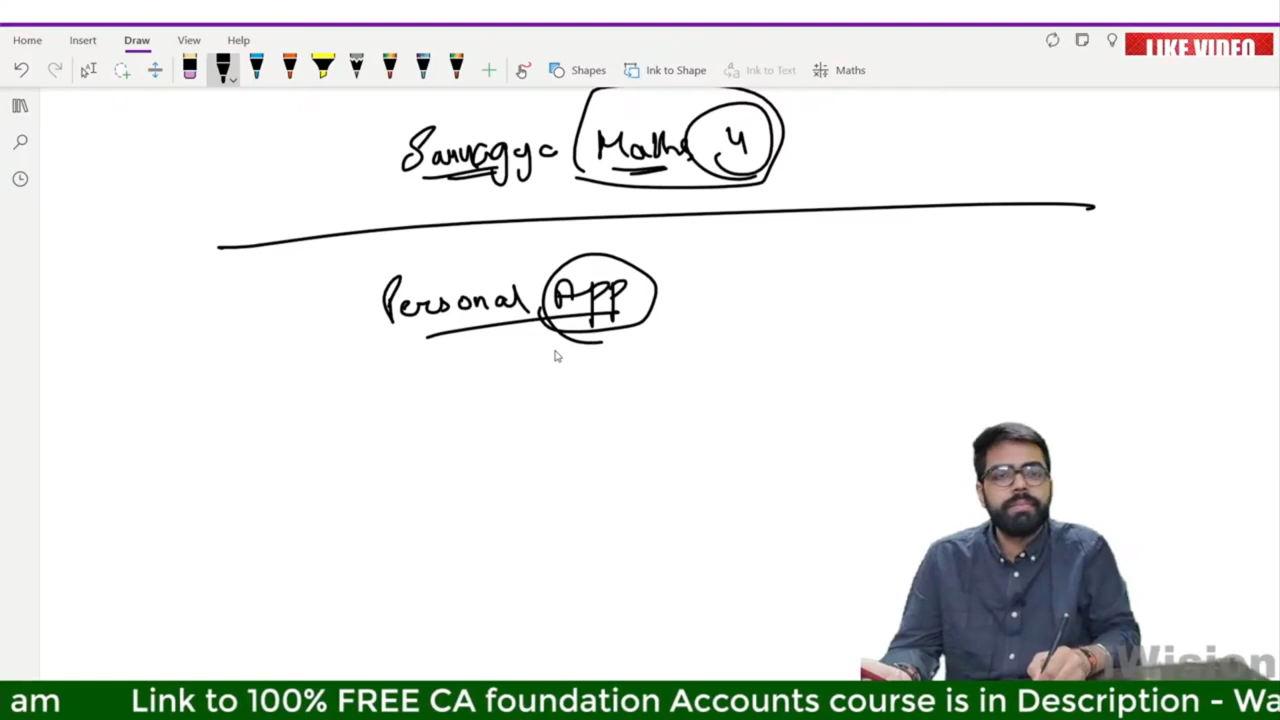 LIKE VIDEO
Home Insert Draw View Help
Shapes Ink to Shape Ink to Text Maths
Maths 4
Personal App
Wision
am Link to 100% FREE CA foundation Accounts course is in Description - Wa